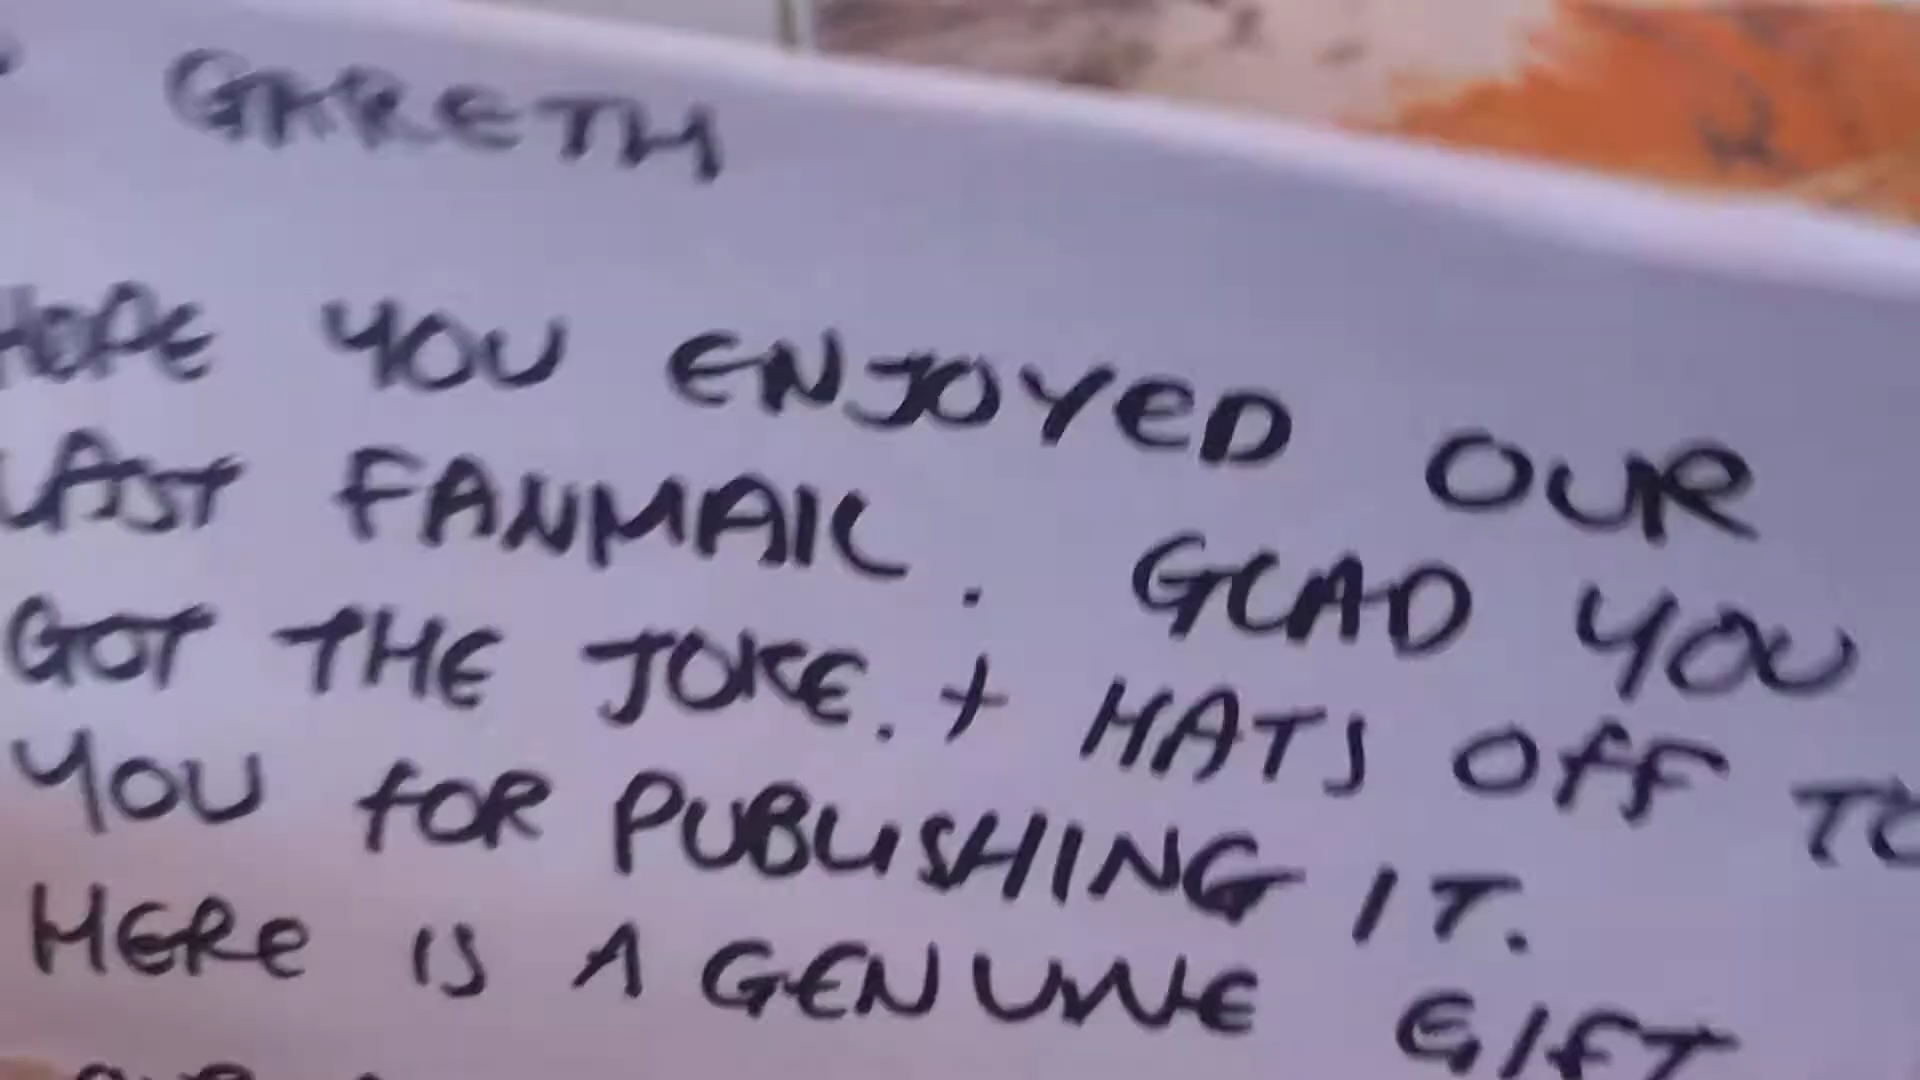 GARETH
HOPE YOU ENJOYED OUR
LAST FANMAIL. GLAD YOU
GOT THE JOKE. + HATS OFF TO
YOU FOR PUBLISHING IT.
HERE IS A GENUINE GIFT